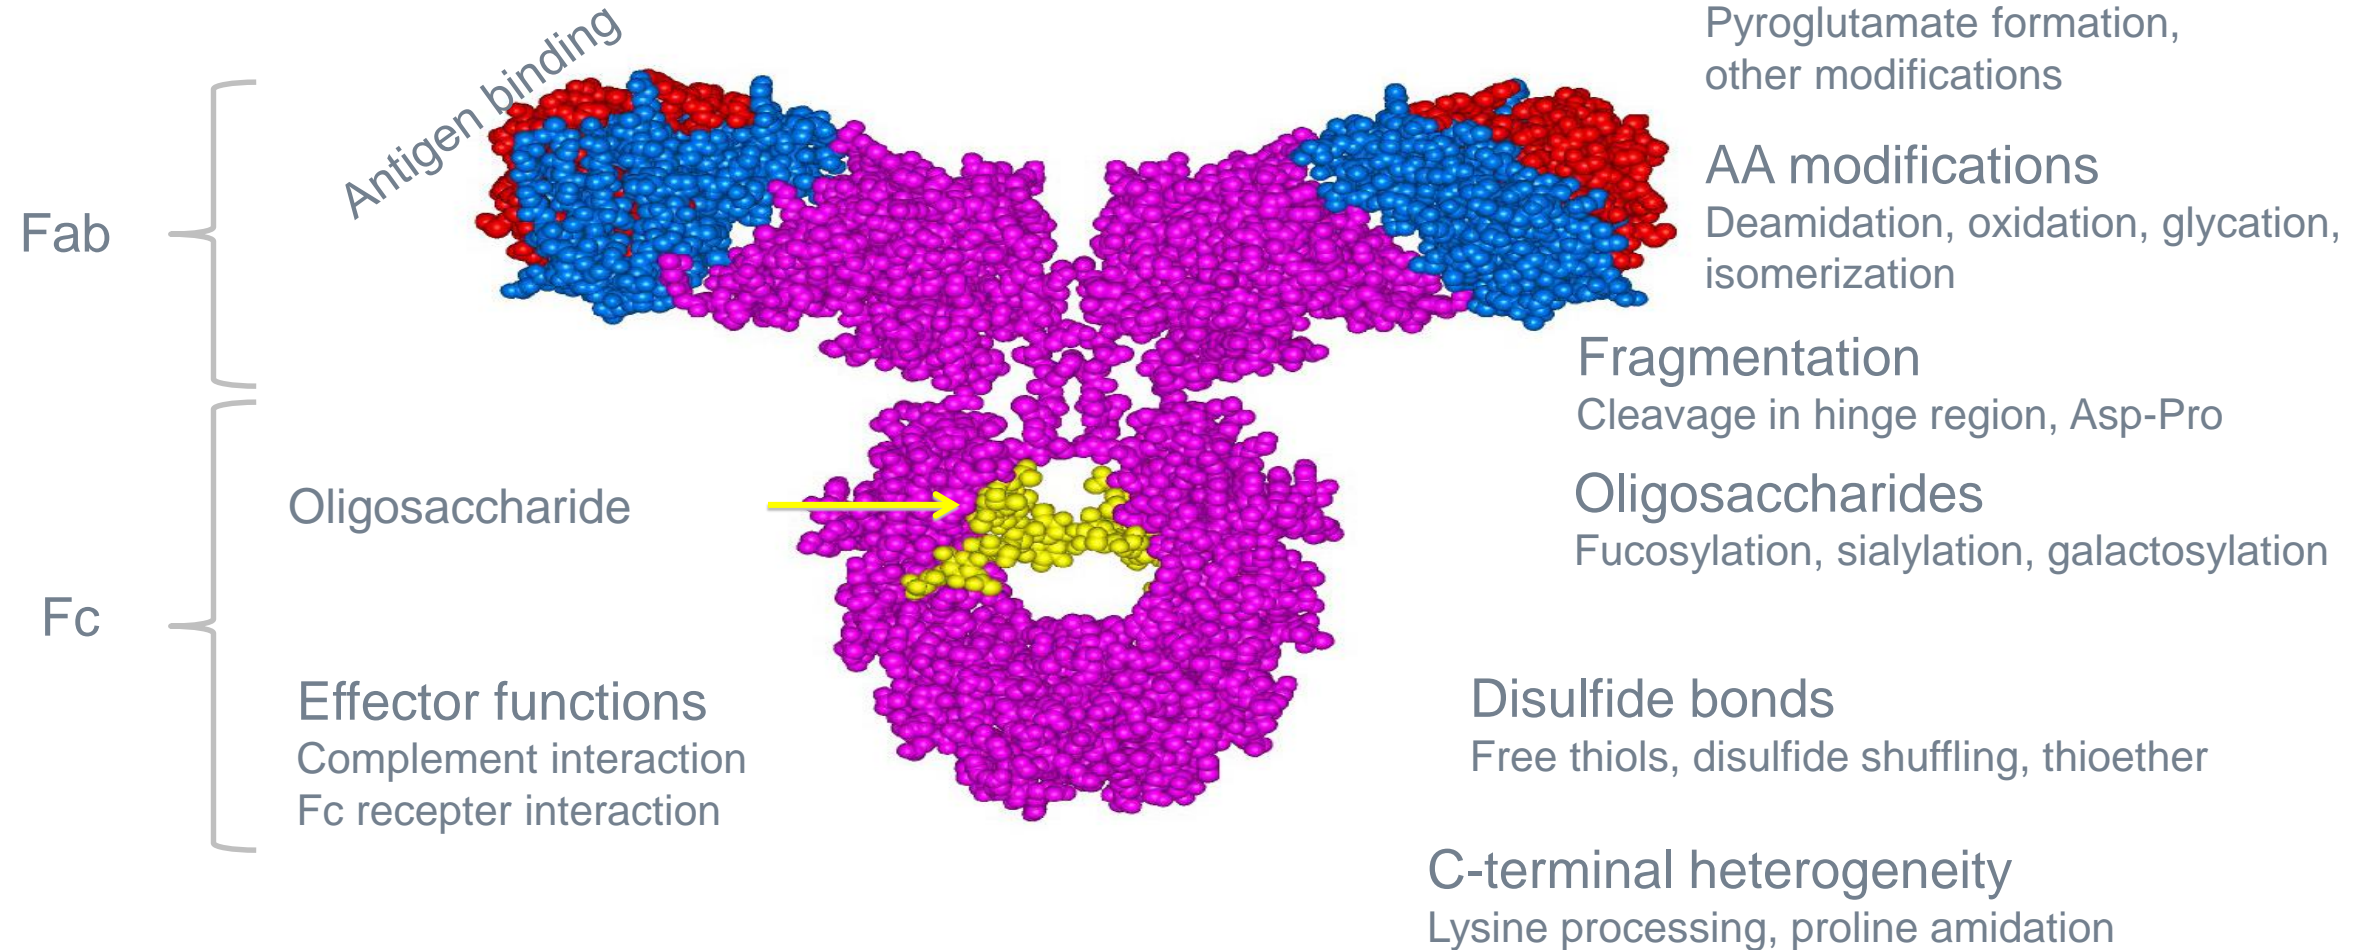 Antigen binding
Fab
Oligosaccharide
Fc
Effector functions
Complement interaction
Fc recepter interaction
Pyroglutamate formation,
other modifications
AA modifications
Deamidation, oxidation, glycation,
isomerization
Fragmentation
Cleavage in hinge region, Asp-Pro
Oligosaccharides
Fucosylation, sialylation, galactosylation
Disulfide bonds
Free thiols, disulfide shuffling, thioether
C-terminal heterogeneity
Lysine processing, proline amidation